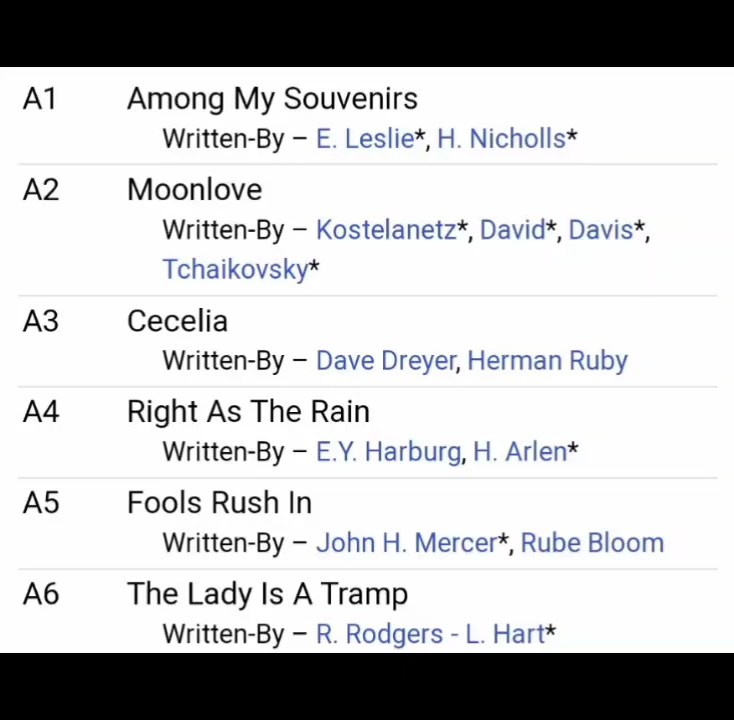 A1 Among My Souvenirs
Written-By – E. Leslie*, H. Nicholls*
A2 Moonlove
Written-By – Kostelanetz*, David*, Davis*,
Tchaikovsky*
A3 Cecelia
Written-By – Dave Dreyer, Herman Ruby
A4 Right As The Rain
Written-By – E.Y. Harburg, H. Arlen*
A5 Fools Rush In
Written-By – John H. Mercer*, Rube Bloom
A6 The Lady Is A Tramp
Written-By – R. Rodgers - L. Hart*